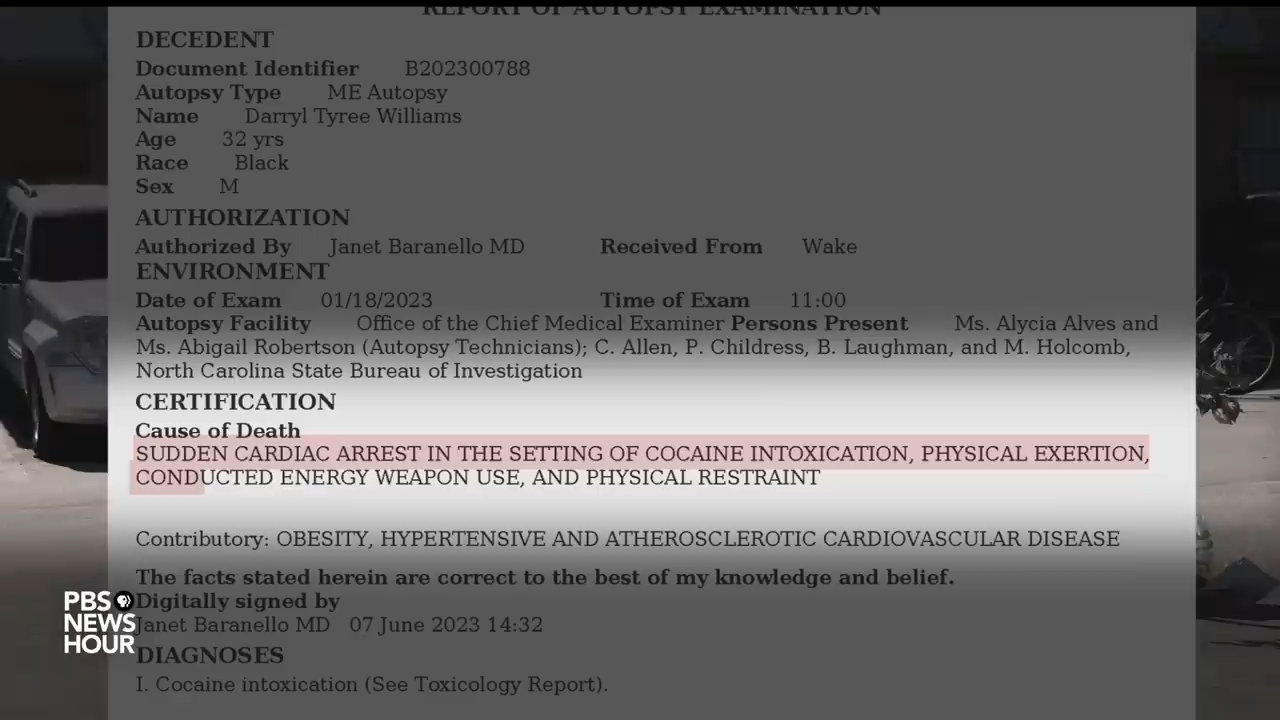 REPORT OF AUTOPSY EXAMINATION
DECEDENT
Document Identifier B202300788
Autopsy Type ME Autopsy
Name Darryl Tyree Williams
Age 32 yrs
Race Black
Sex M
AUTHORIZATION
Authorized By Janet Baranello MD Received From Wake
ENVIRONMENT
Date of Exam 01/18/2023 Time of Exam 11:00
Autopsy Facility Office of the Chief Medical Examiner Persons Present Ms. Alycia Alves and
Ms. Abigail Robertson (Autopsy Technicians); C. Allen, P. Childress, B. Laughman, and M. Holcomb,
North Carolina State Bureau of Investigation
CERTIFICATION
Cause of Death
SUDDEN CARDIAC ARREST IN THE SETTING OF COCAINE INTOXICATION, PHYSICAL EXERTION,
CONDUCTED ENERGY WEAPON USE, AND PHYSICAL RESTRAINT
Contributory: OBESITY, HYPERTENSIVE AND ATHEROSCLEROTIC CARDIOVASCULAR DISEASE
The facts stated herein are correct to the best of my knowledge and belief.
Digitally signed by
Janet Baranello MD 07 June 2023 14:32
DIAGNOSES
I. Cocaine intoxication (See Toxicology Report).
PBS
NEWS
HOUR